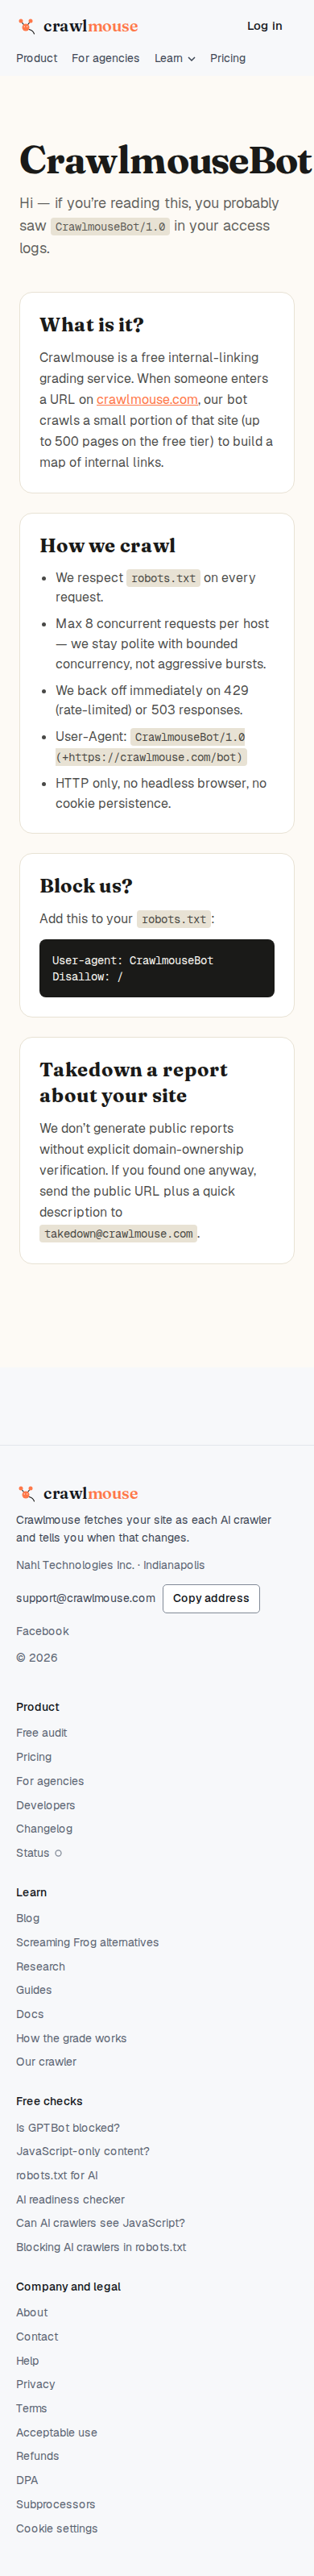 crawlmouse
Log in
Product
For agencies
Learn
Pricing
CrawlmouseBot
Hi — if you’re reading this, you probably
saw CrawlmouseBot/1.0 in your access
logs.
What is it?
Crawlmouse is a free internal-linking
grading service. When someone enters
a URL on crawlmouse.com, our bot
crawls a small portion of that site (up
to 500 pages on the free tier) to build a
map of internal links.
How we crawl
• We respect robots.txt on every
request.
• Max 8 concurrent requests per host
— we stay polite with bounded
concurrency, not aggressive bursts.
• We back off immediately on 429
(rate-limited) or 503 responses.
• User-Agent: CrawlmouseBot/1.0
(+https://crawlmouse.com/bot)
• HTTP only, no headless browser, no
cookie persistence.
Block us?
Add this to your robots.txt:
User-agent: CrawlmouseBot
Disallow: /
Takedown a report
about your site
We don’t generate public reports
without explicit domain-ownership
verification. If you found one anyway,
send the public URL plus a quick
description to
takedown@crawlmouse.com.
crawlmouse
Crawlmouse fetches your site as each AI crawler
and tells you when that changes.
Nahl Technologies Inc. · Indianapolis
support@crawlmouse.com Copy address
Facebook
© 2026
Product
Free audit
Pricing
For agencies
Developers
Changelog
Status
Learn
Blog
Screaming Frog alternatives
Research
Guides
Docs
How the grade works
Our crawler
Free checks
Is GPTBot blocked?
JavaScript-only content?
robots.txt for AI
AI readiness checker
Can AI crawlers see JavaScript?
Blocking AI crawlers in robots.txt
Company and legal
About
Contact
Help
Privacy
Terms
Acceptable use
Refunds
DPA
Subprocessors
Cookie settings